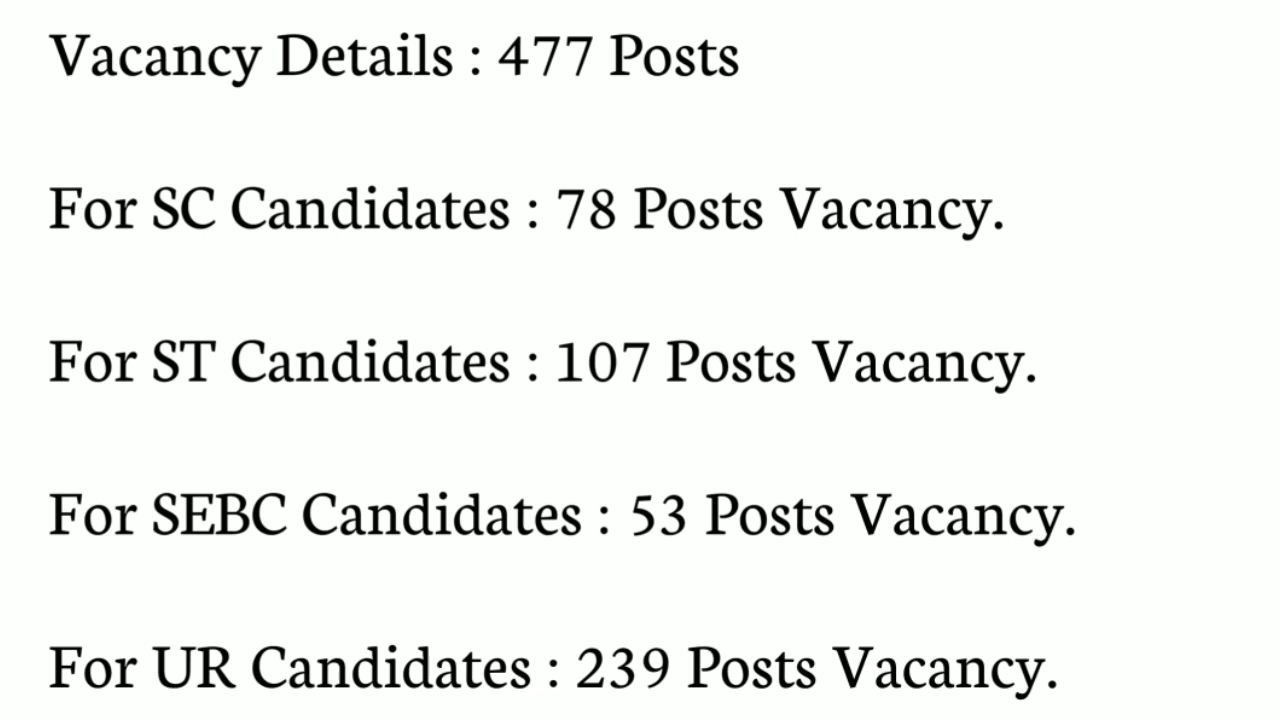 Vacancy Details : 477 Posts
For SC Candidates : 78 Posts Vacancy.
For ST Candidates : 107 Posts Vacancy.
For SEBC Candidates : 53 Posts Vacancy.
For UR Candidates : 239 Posts Vacancy.